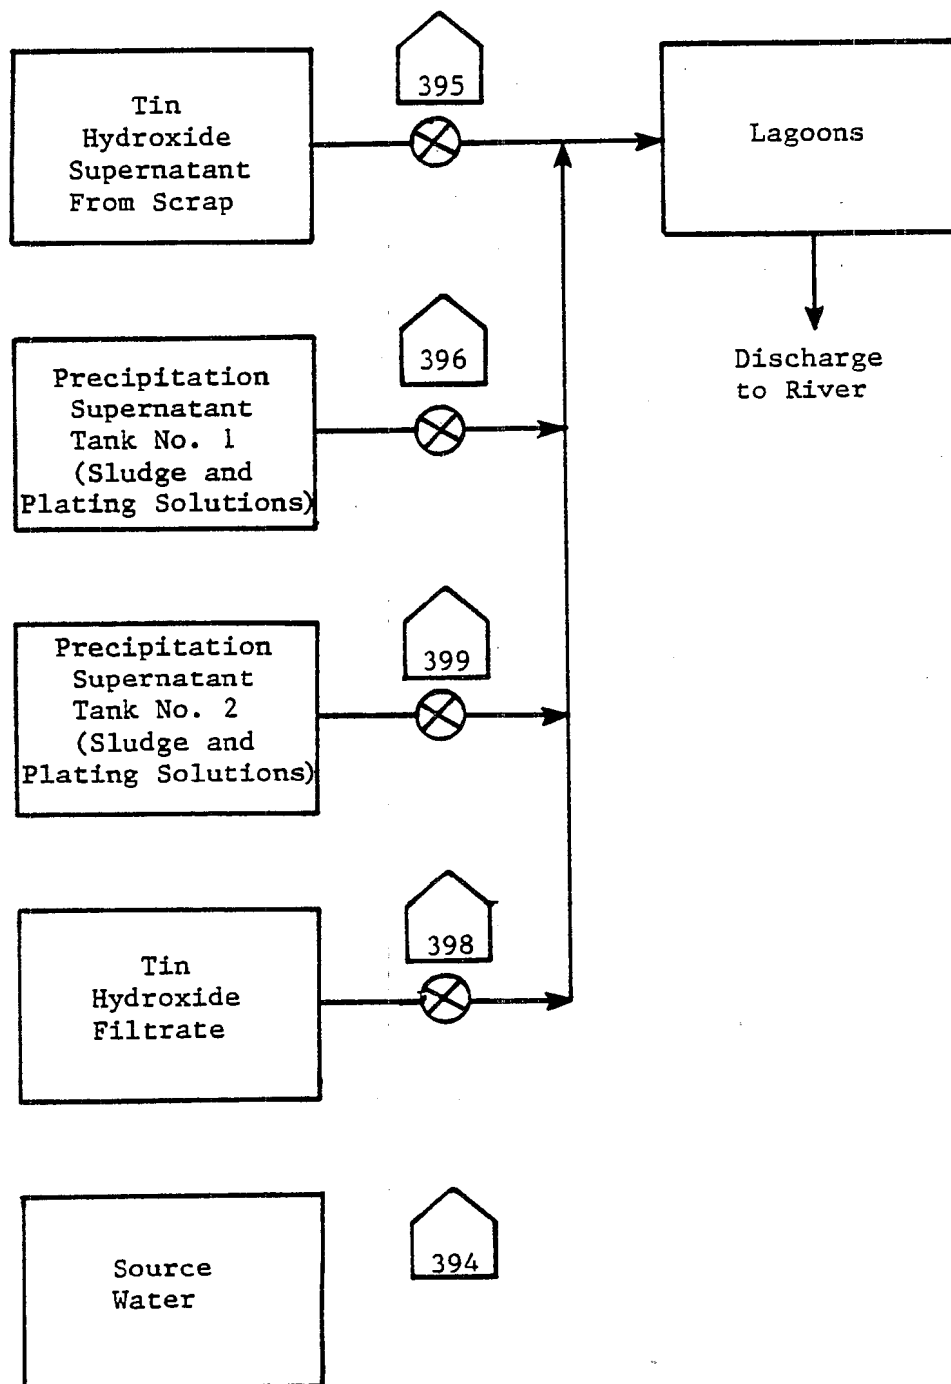 395
Tin
Hydroxide
Supernatant
From Scrap
Lagoons
396
Discharge
to River
Precipitation
Supernatant
Tank No. 1
(Sludge and
Plating Solutions)
399
Precipitation
Supernatant
Tank No. 2
(Sludge and
Plating Solutions)
398
Tin
Hydroxide
Filtrate
394
Source
Water